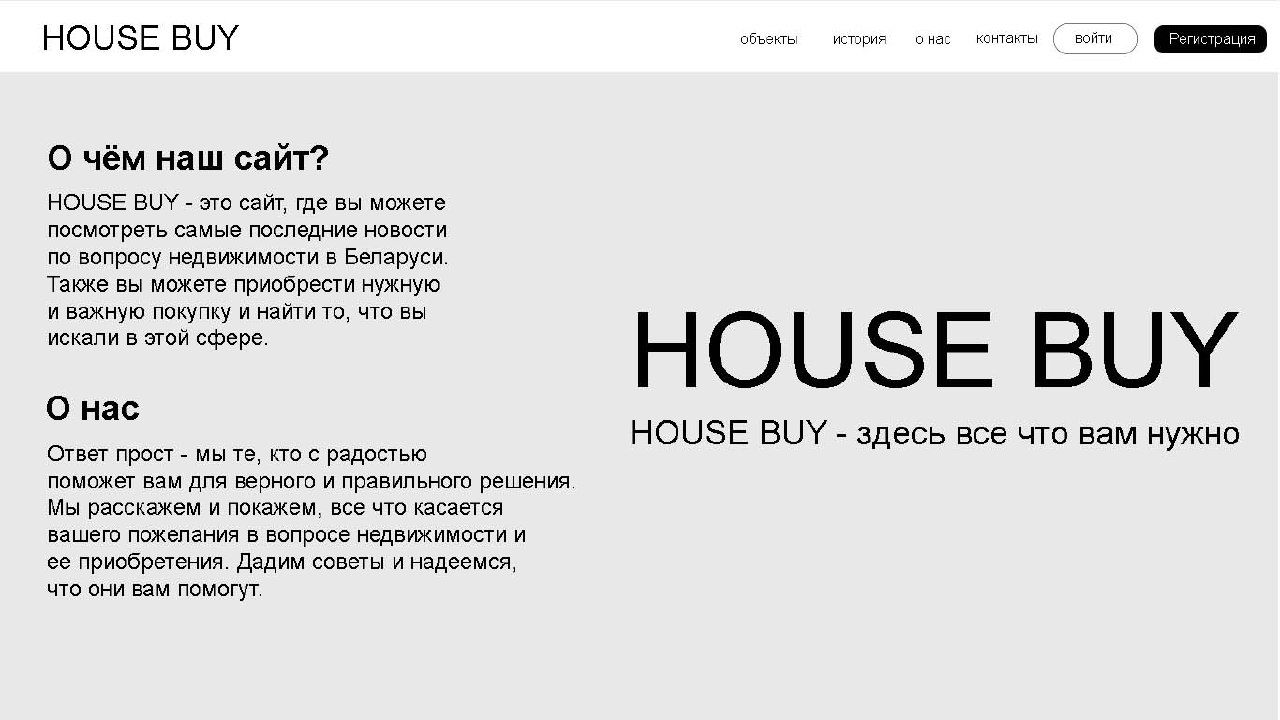 HOUSE BUY
объекты история о нас контакты войти Регистрация
О чём наш сайт?
HOUSE BUY - это сайт, где вы можете
посмотреть самые последние новости
по вопросу недвижимости в Беларуси.
Также вы можете приобрести нужную
и важную покупку и найти то, что вы
искали в этой сфере.
О нас
Ответ прост - мы те, кто с радостью
поможет вам для верного и правильного решения.
Мы расскажем и покажем, все что касается
вашего пожелания в вопросе недвижимости и
ее приобретения. Дадим советы и надеемся,
что они вам помогут.
HOUSE BUY
HOUSE BUY - здесь все что вам нужно